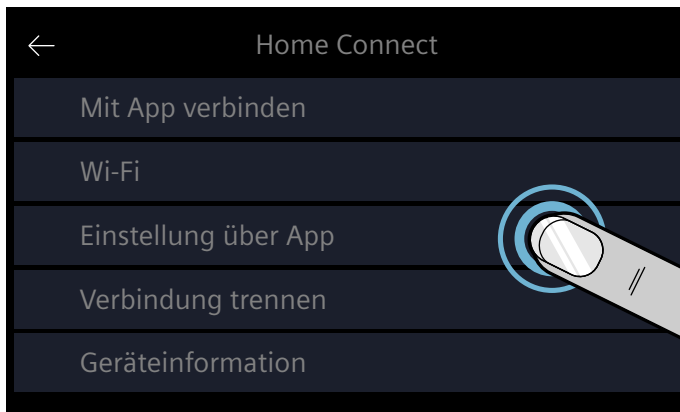 Home Connect
Mit App verbinden
Wi-Fi
Einstellung über App
Verbindung trennen
Geräteinformation